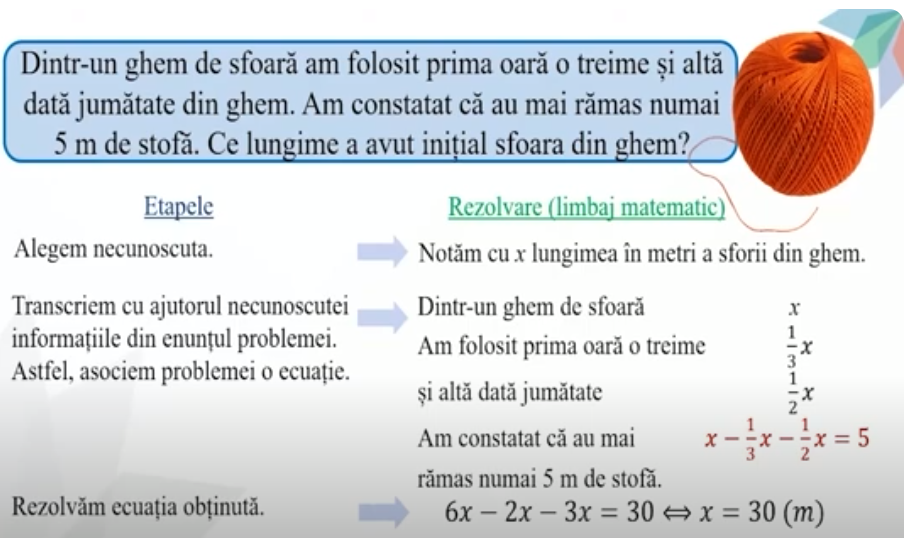 Dintr-un ghem de sfoară am folosit prima oară o treime și altă
dată jumătate din ghem. Am constatat că au mai rămas numai
5 m de stofă. Ce lungime a avut inițial sfoara din ghem?
Etapele
Rezolvare (limbaj matematic)
Alegem necunoscuta.
Notăm cu x lungimea în metri a sforii din ghem.
Transcriem cu ajutorul necunoscutei
informațiile din enunțul problemei.
Astfel, asociem problemei o ecuație.
Dintr-un ghem de sfoară x
Am folosit prima oară o treime 1/3 x
și altă dată jumătate 1/2 x
Am constatat că au mai x − 1/3 x − 1/2 x = 5
rămas numai 5 m de stofă.
Rezolvăm ecuația obținută.
6x − 2x − 3x = 30 ⟺ x = 30 (m)